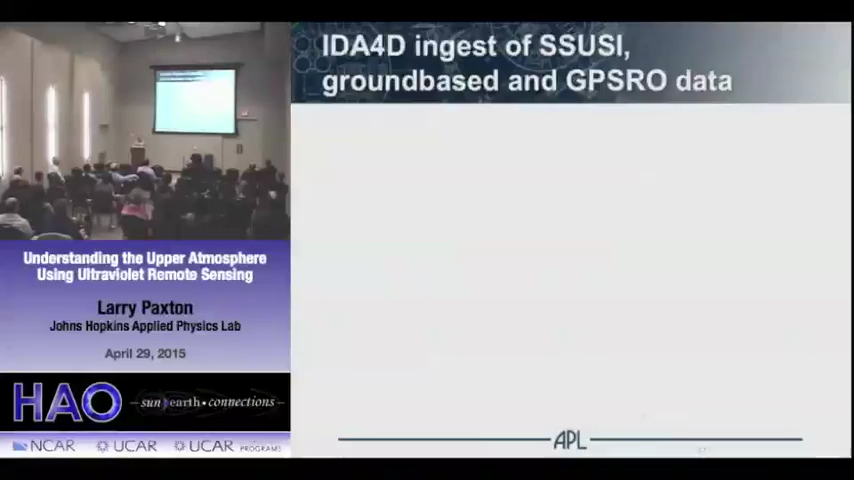 IDA4D ingest of SSUSI,
groundbased and GPSRO data
Understanding the Upper Atmosphere
Using Ultraviolet Remote Sensing
Larry Paxton
Johns Hopkins Applied Physics Lab
April 29, 2015
HAO sun earth • connections
NCAR UCAR UCAR PROGRAMS
APL